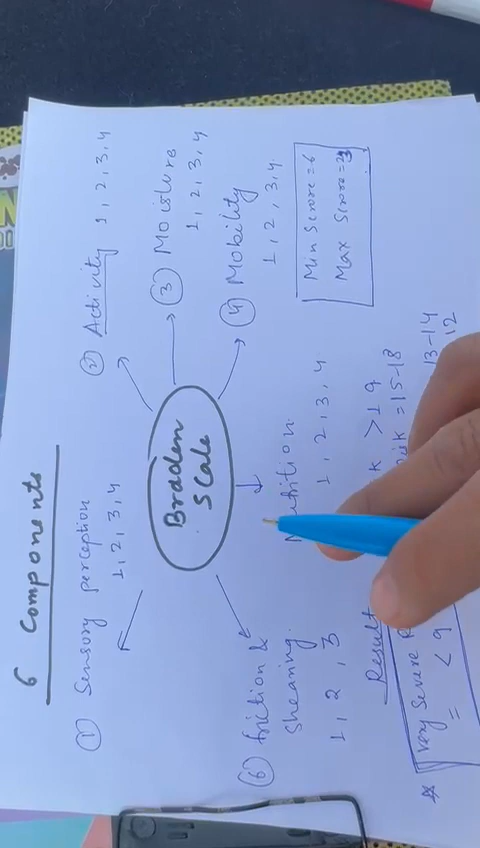 6 Components
① Sensory perception
1, 2, 3, 4
② Activity 1, 2, 3, 4
③ Moisture
1, 2, 3, 4
④ Mobility
1, 2, 3, 4
Braden
Scale
1, 2, 3, 4
⑥ friction &
Shearing.
1, 2, 3
Min Score = 6
Max Score = 23
Result
> 19
= 15-18
13-14
12
Very Severe
= < 9